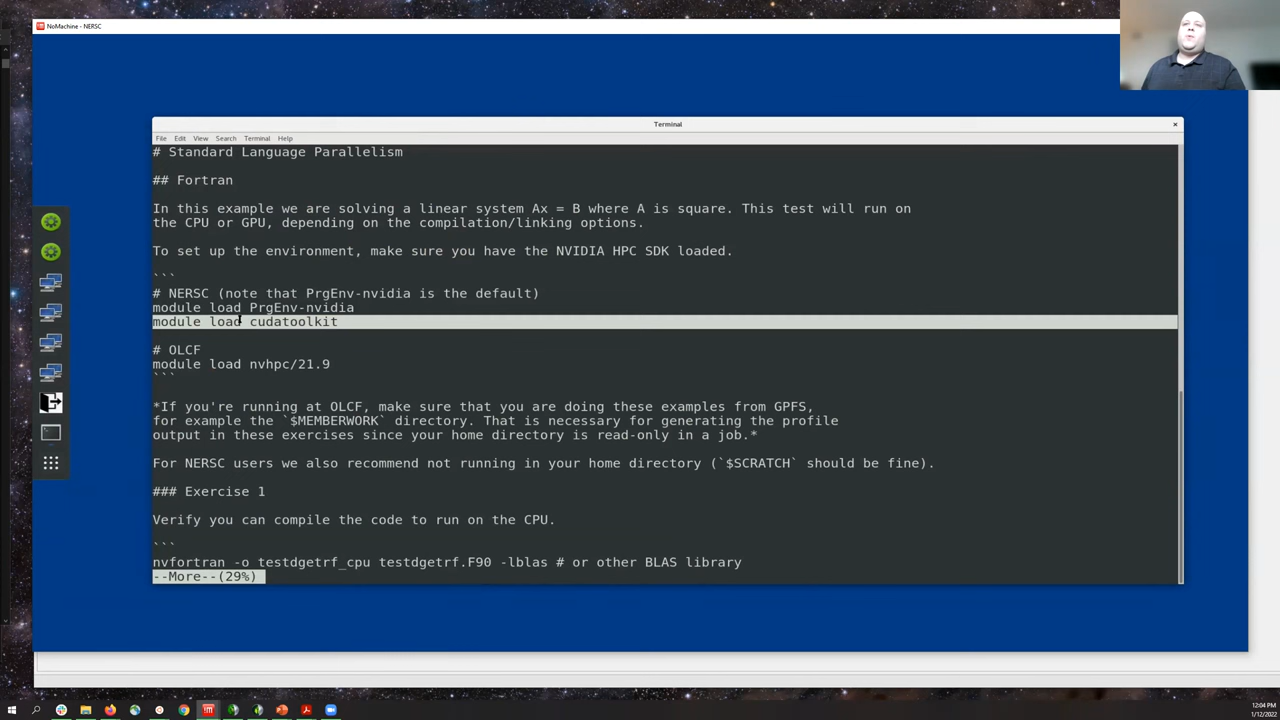 NoMachine - NERSC
Terminal
File Edit View Search Terminal Help
# Standard Language Parallelism
## Fortran
In this example we are solving a linear system Ax = B where A is square. This test will run on
the CPU or GPU, depending on the compilation/linking options.
To set up the environment, make sure you have the NVIDIA HPC SDK loaded.
```
# NERSC (note that PrgEnv-nvidia is the default)
module load PrgEnv-nvidia
module load cudatoolkit
# OLCF
module load nvhpc/21.9
```
*If you're running at OLCF, make sure that you are doing these examples from GPFS,
for example the `$MEMBERWORK` directory. That is necessary for generating the profile
output in these exercises since your home directory is read-only in a job.*
For NERSC users we also recommend not running in your home directory (`$SCRATCH` should be fine).
### Exercise 1
Verify you can compile the code to run on the CPU.
```
nvfortran -o testdgetrf_cpu testdgetrf.F90 -lblas # or other BLAS library
--More--(29%)
12:04 PM
1/12/2022